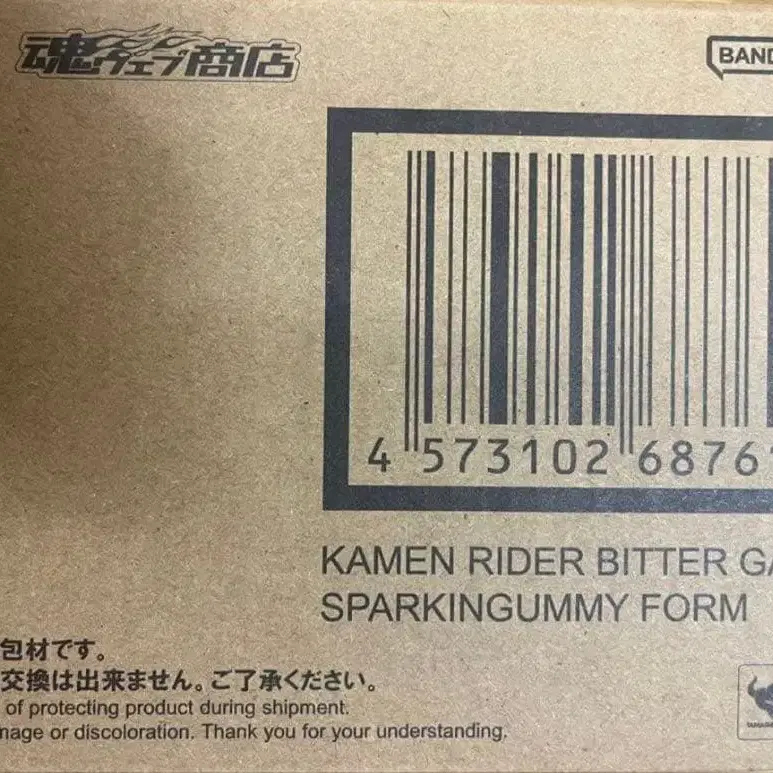 魂ウェブ商店
BAND
4 573102 6876
KAMEN RIDER BITTER GA
SPARKINGUMMY FORM
包材です。
交換は出来ません。ご了承ください。
of protecting product during shipment.
mage or discoloration. Thank you for your understanding.